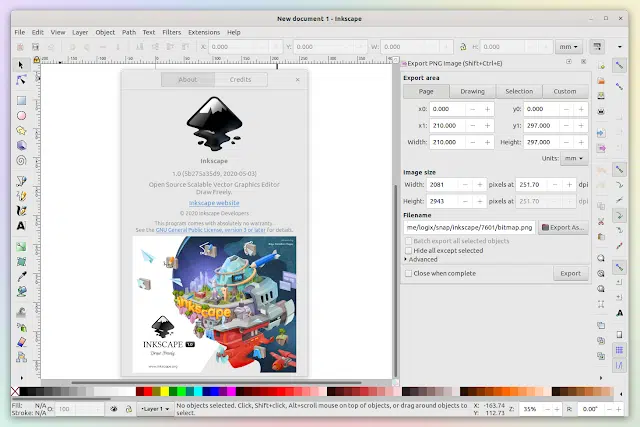 New document 1 - Inkscape
File Edit View Layer Object Path Text Filters Extensions Help
X: 0.000 Y: 0.000 W: 0.000 H: 0.000 mm
Export PNG Image (Shift+Ctrl+E)
About Credits
Export area
Page Drawing Selection Custom
x0: 0.000 y0: 0.000
x1: 210.000 y1: 297.000
Width: 210.000 Height: 297.000
Units: mm
Inkscape
1.0 (5b275a35d9, 2020-05-03)
Open Source Scalable Vector Graphics Editor
Draw Freely.
Inkscape website
© 2020 Inkscape Developers
This program comes with absolutely no warranty.
See the GNU General Public License, version 3 or later for details.
Image size
Width: 2081 pixels at 251.70 dpi
Height: 2943 pixels at 251.70 dpi
Filename
me/logix/snap/inkscape/7601/bitmap.png Export As...
Batch export all selected objects
Hide all except selected
Advanced
Close when complete Export
Inkscape
INKSCAPE 1.0
Draw Freely
www.inkscape.org
Fill: N/A
Stroke: N/A O: 100 Layer 1 No objects selected. Click, Shift+click, Alt+scroll mouse on top of objects, or drag around objects to
select.
X: -163.74
Y: 112.73
Z: 35% R: 0.00°